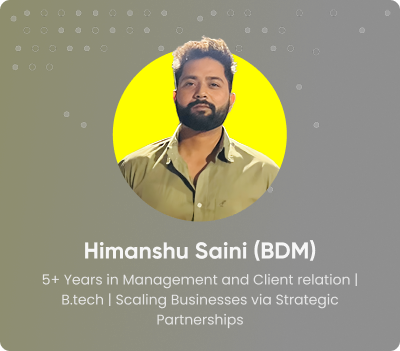 Himanshu Saini (BDM)
5+ Years in Management and Client relation |
B.tech | Scaling Businesses via Strategic
Partnerships